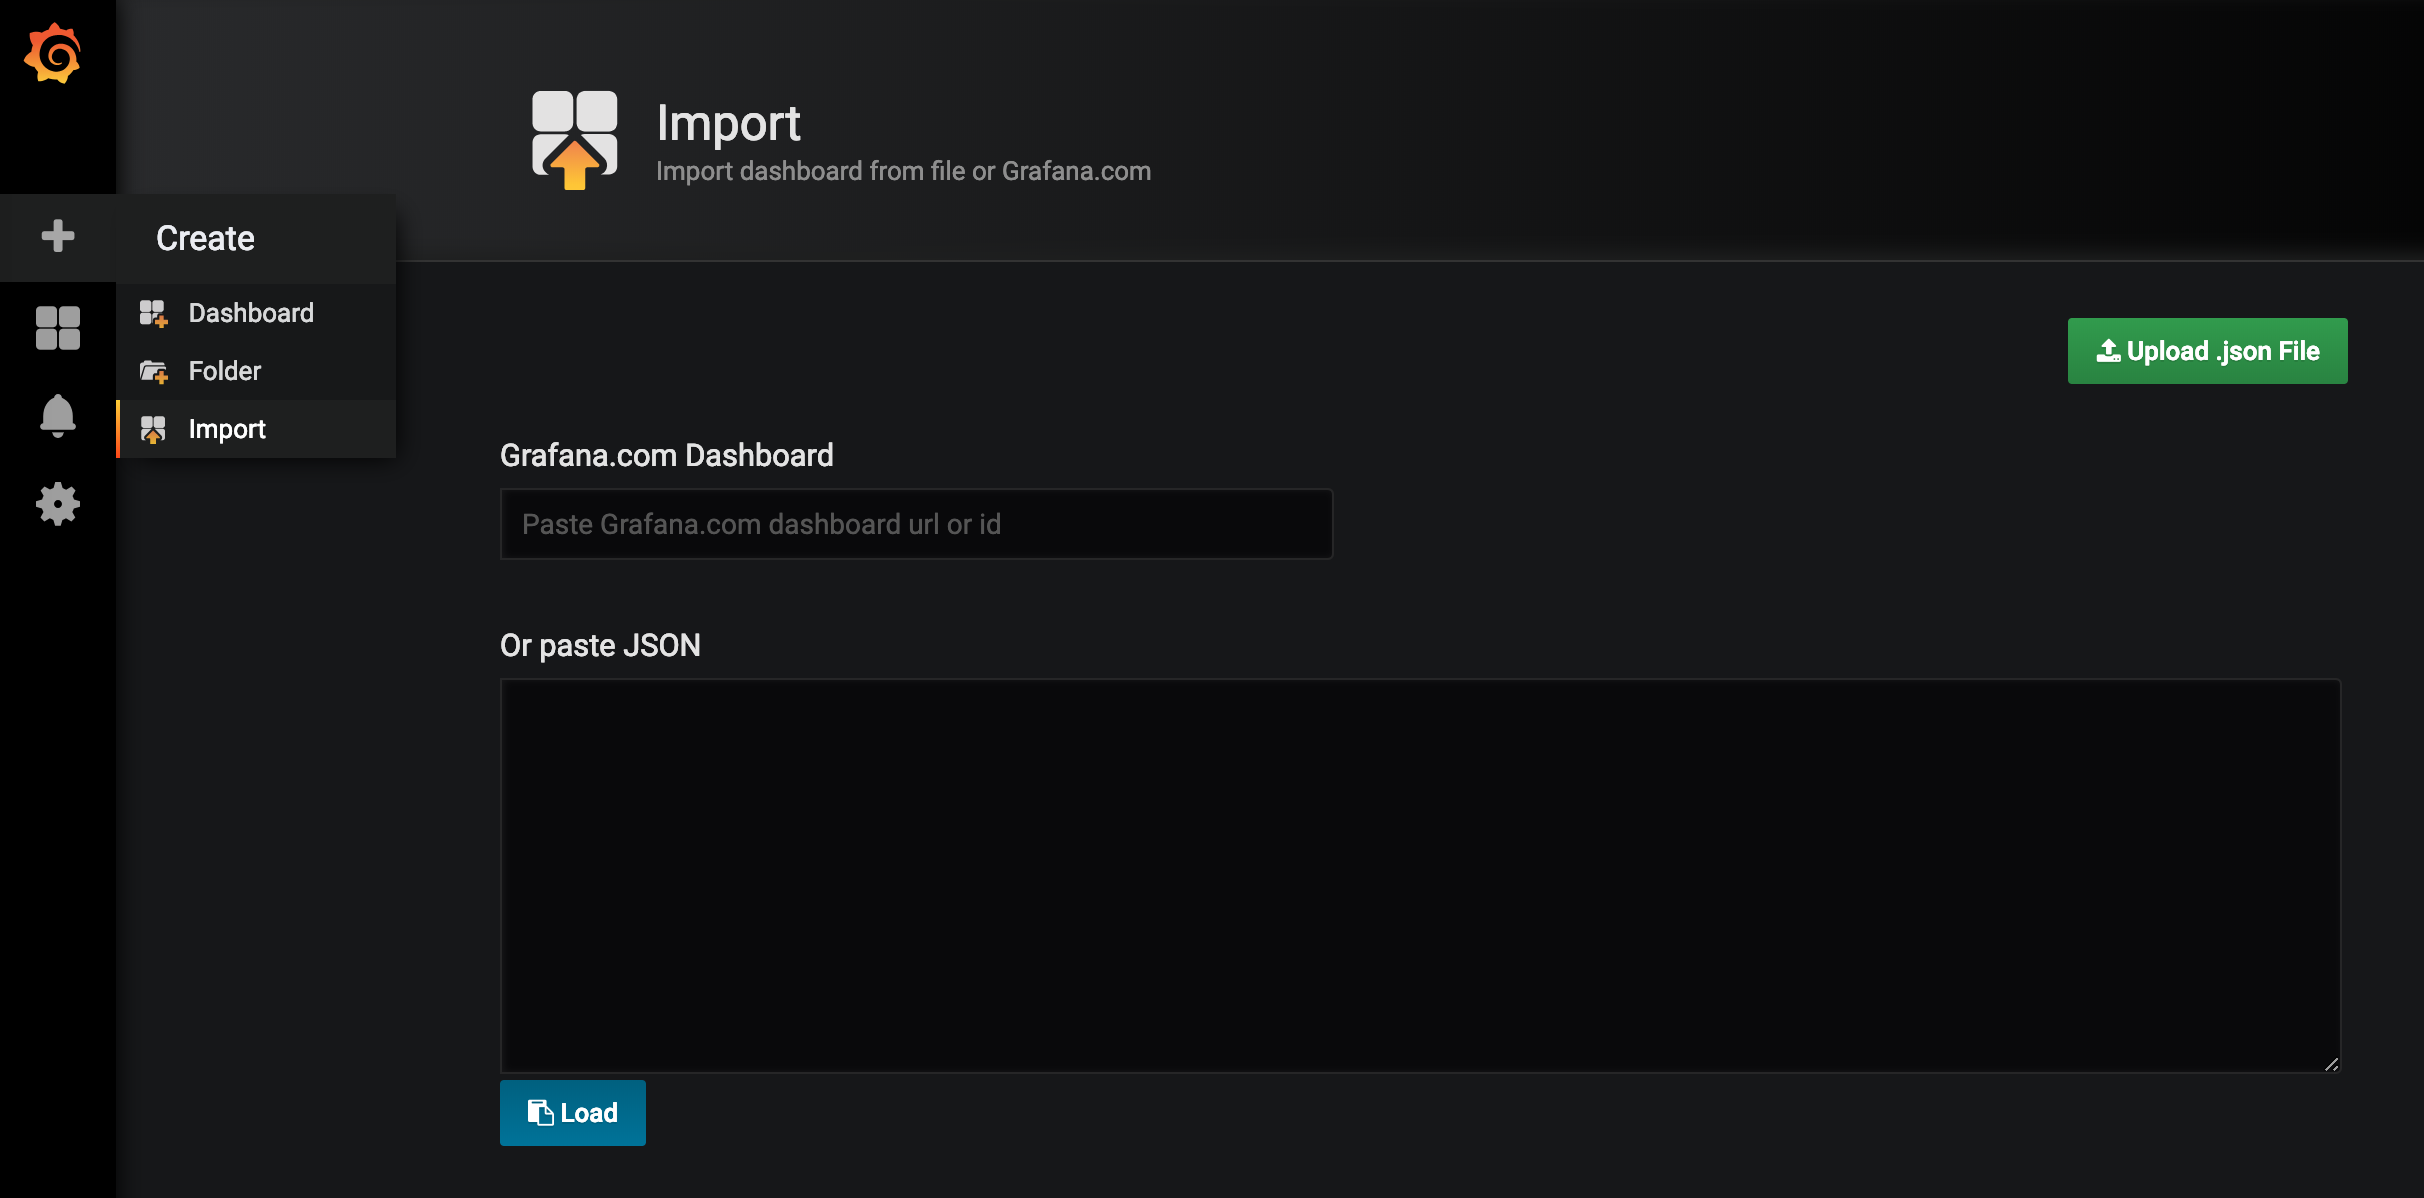 Import
Import dashboard from file or Grafana.com
Create
Dashboard
Folder
Import
Upload .json File
Grafana.com Dashboard
Paste Grafana.com dashboard url or id
Or paste JSON
Load